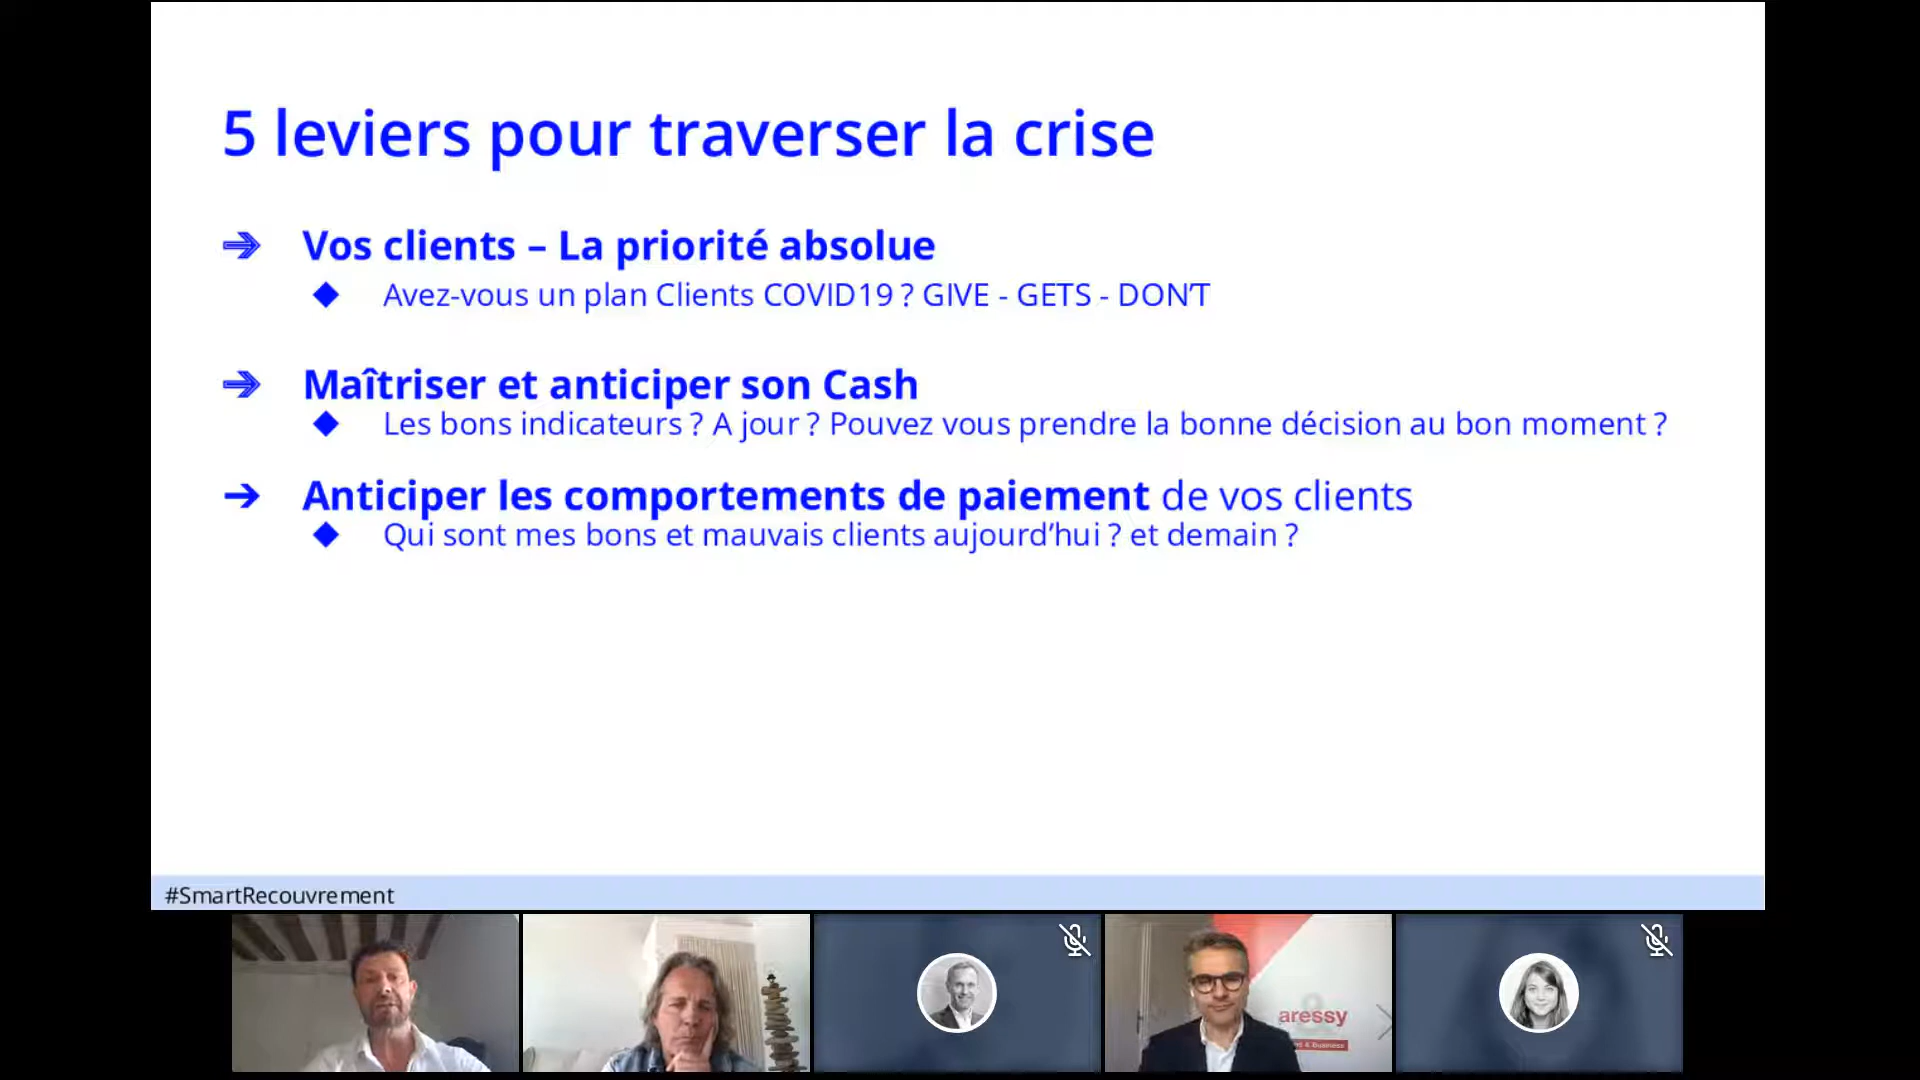 5 leviers pour traverser la crise
➔ Vos clients – La priorité absolue
◆ Avez-vous un plan Clients COVID19 ? GIVE - GETS - DON'T
➔ Maîtriser et anticiper son Cash
◆ Les bons indicateurs ? A jour ? Pouvez vous prendre la bonne décision au bon moment ?
➔ Anticiper les comportements de paiement de vos clients
◆ Qui sont mes bons et mauvais clients aujourd’hui ? et demain ?
#SmartRecouvrement
aressy
& Business